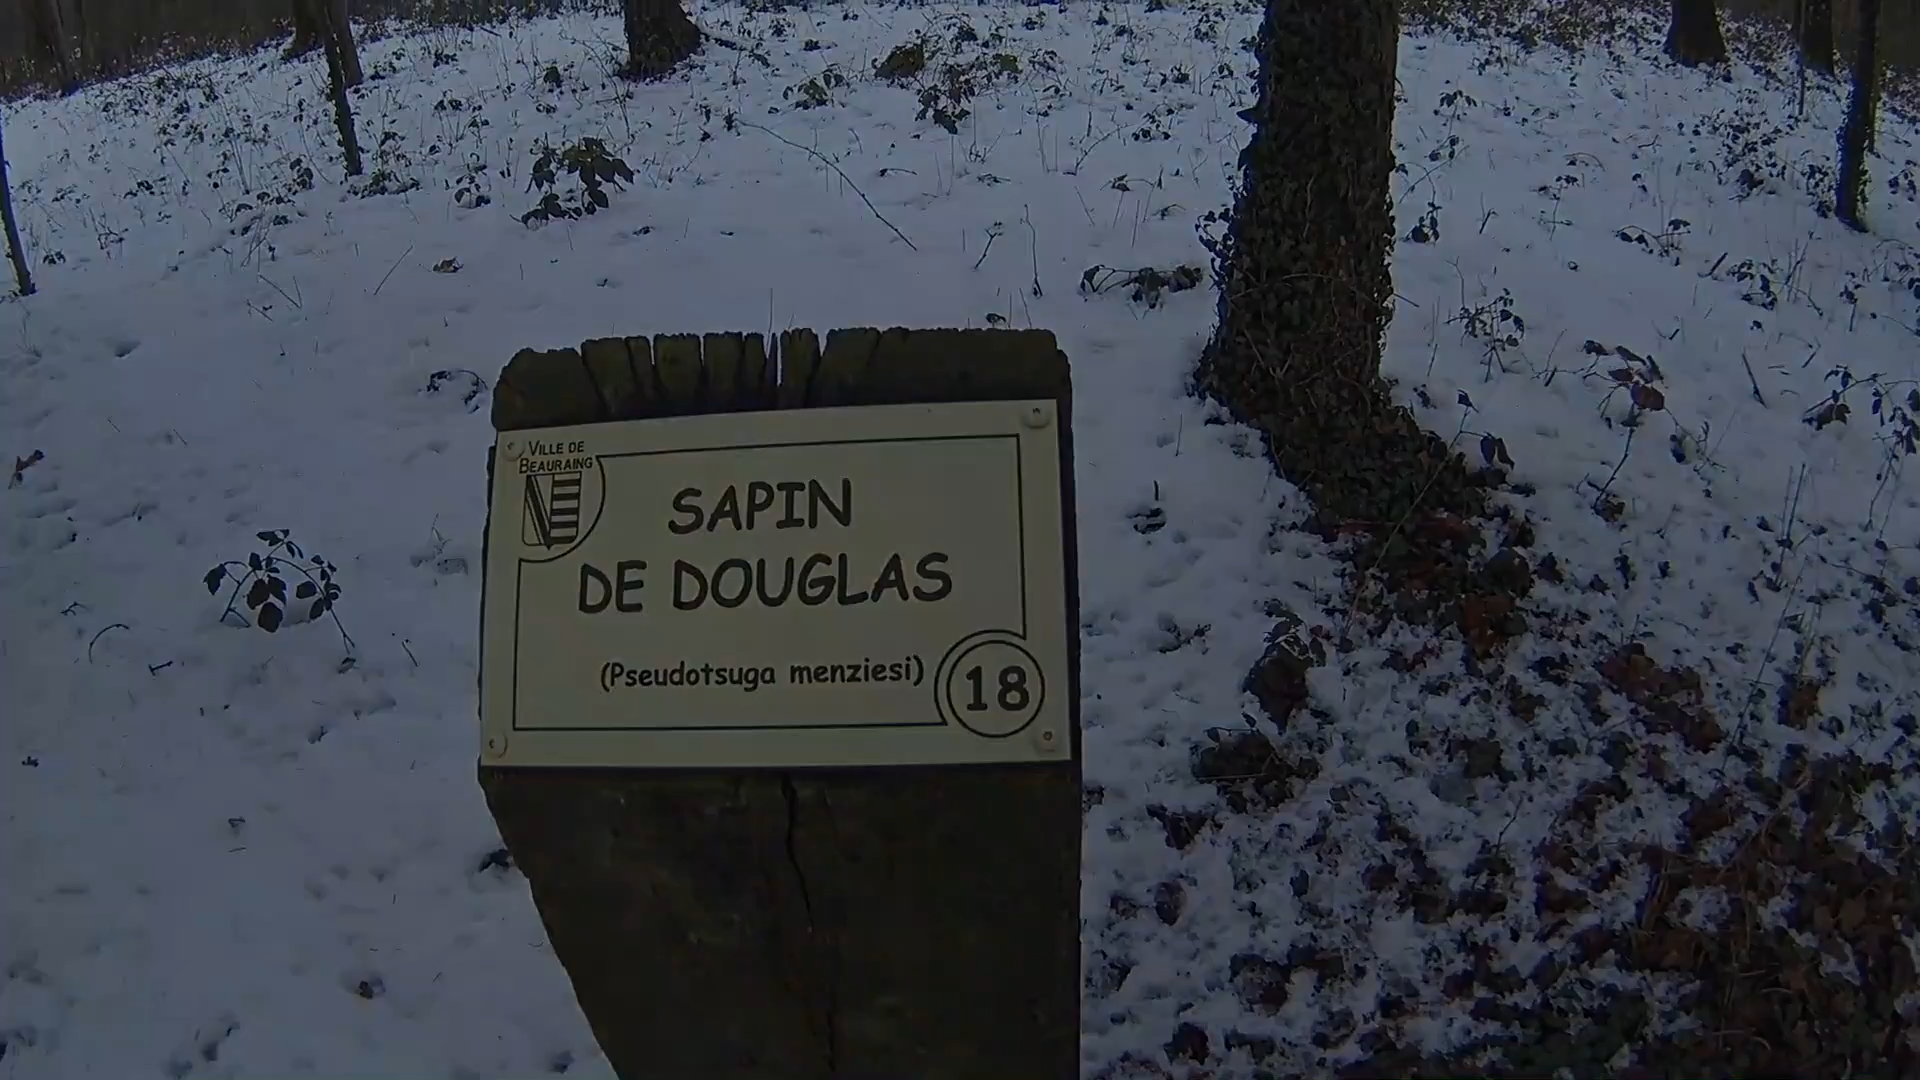 VILLE DE
BEAURAING
SAPIN
DE DOUGLAS
(Pseudotsuga menziesi)
18